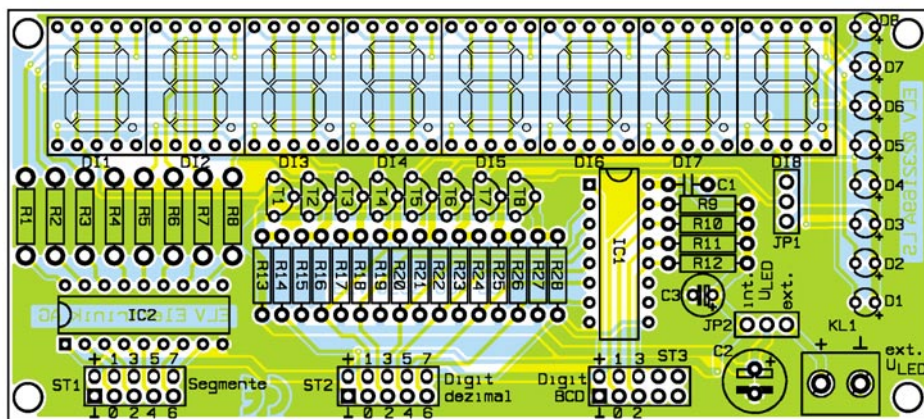 D8
D7
D6
D5
D4
D3
D2
D1
DI1 DI2 DI3 DI4 DI5 DI6 DI7 DI8
R1 R2 R3 R4 R5 R6 R7 R8
T1 T2 T3 T4 T5 T6 T7 T8
C1
R9
R10
R11
R12
JP1
IC1
R13 R14 R15 R16 R17 R18 R19 R20 R21 R22 R23 R24 R25 R26 R27 R28
C3
int.
ULED
ext.
JP2
KL1
IC2
ELV Elektronik AG
C2
+
+ ⊥
ext.
ULED
ST1
+ 1 3 5 7
Segmente
⊥ 0 2 4 6
ST2
+ 1 3 5 7
Digit
dezimal
⊥ 0 2 4 6
ST3
+ 1 3
Digit
BCD
⊥ 0 2
CE